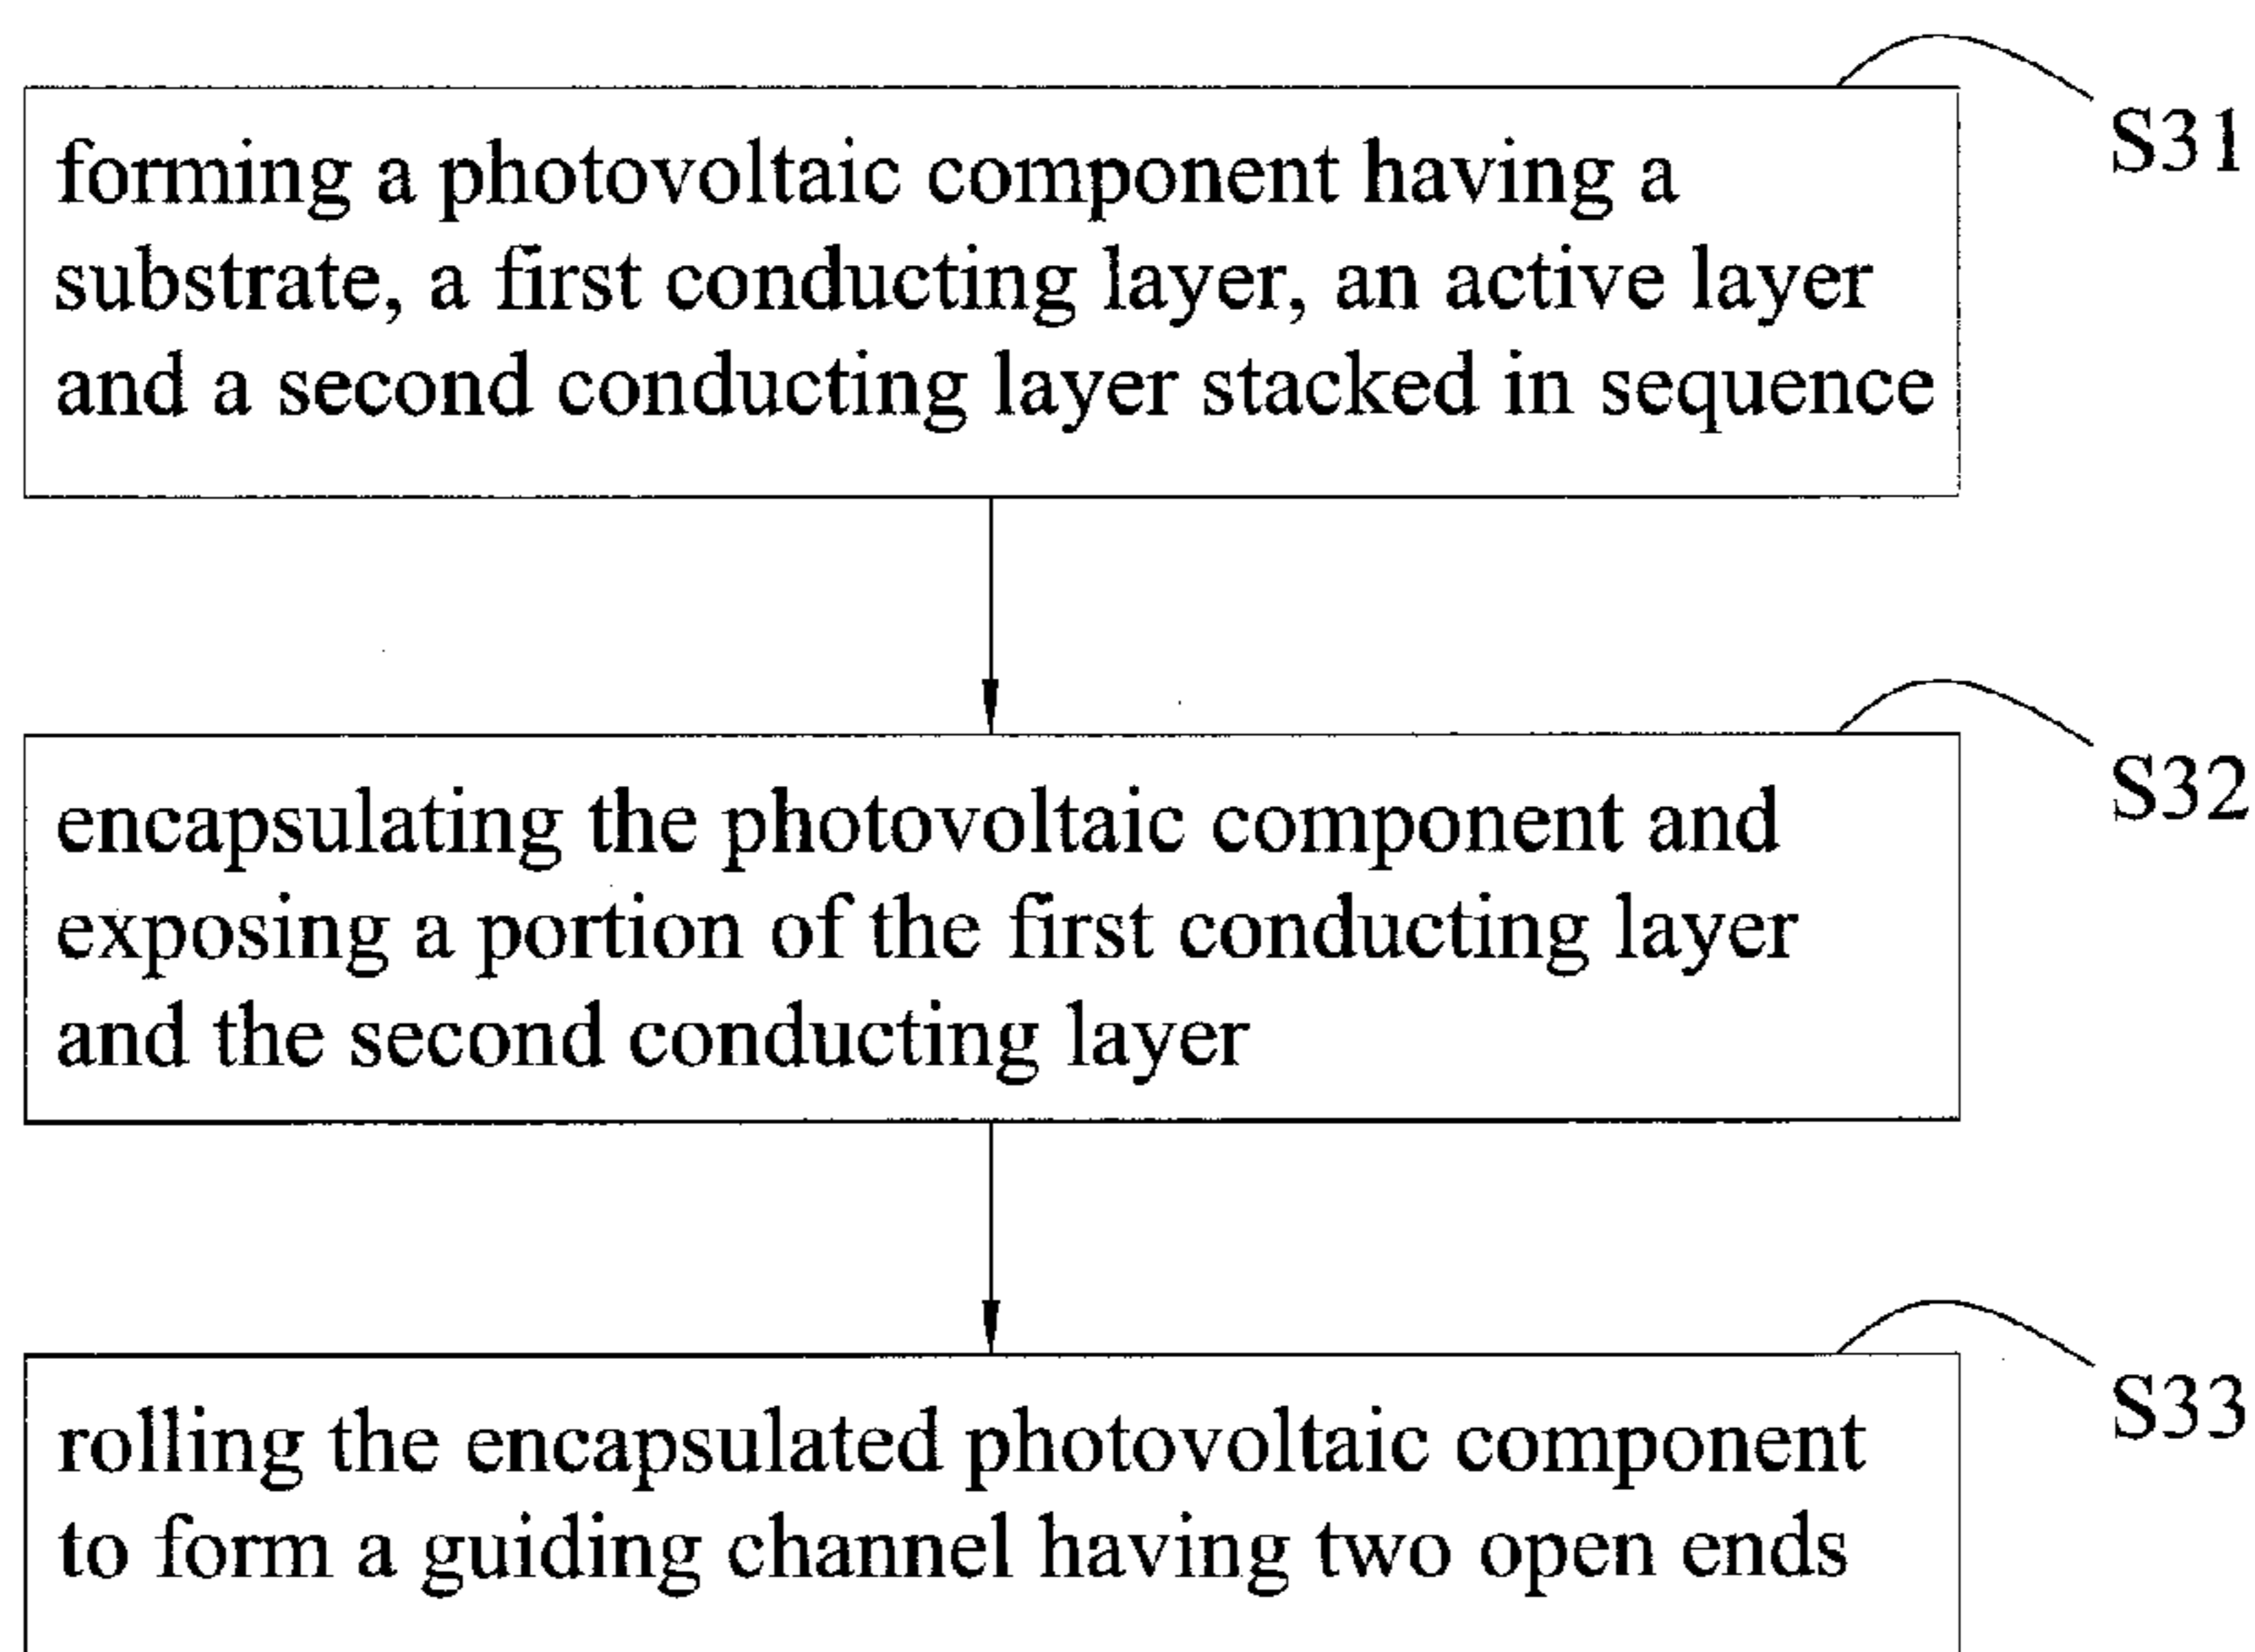 forming a photovoltaic component having a
substrate, a first conducting layer, an active layer
and a second conducting layer stacked in sequence
S31
encapsulating the photovoltaic component and
exposing a portion of the first conducting layer
and the second conducting layer
S32
rolling the encapsulated photovoltaic component
to form a guiding channel having two open ends
S33